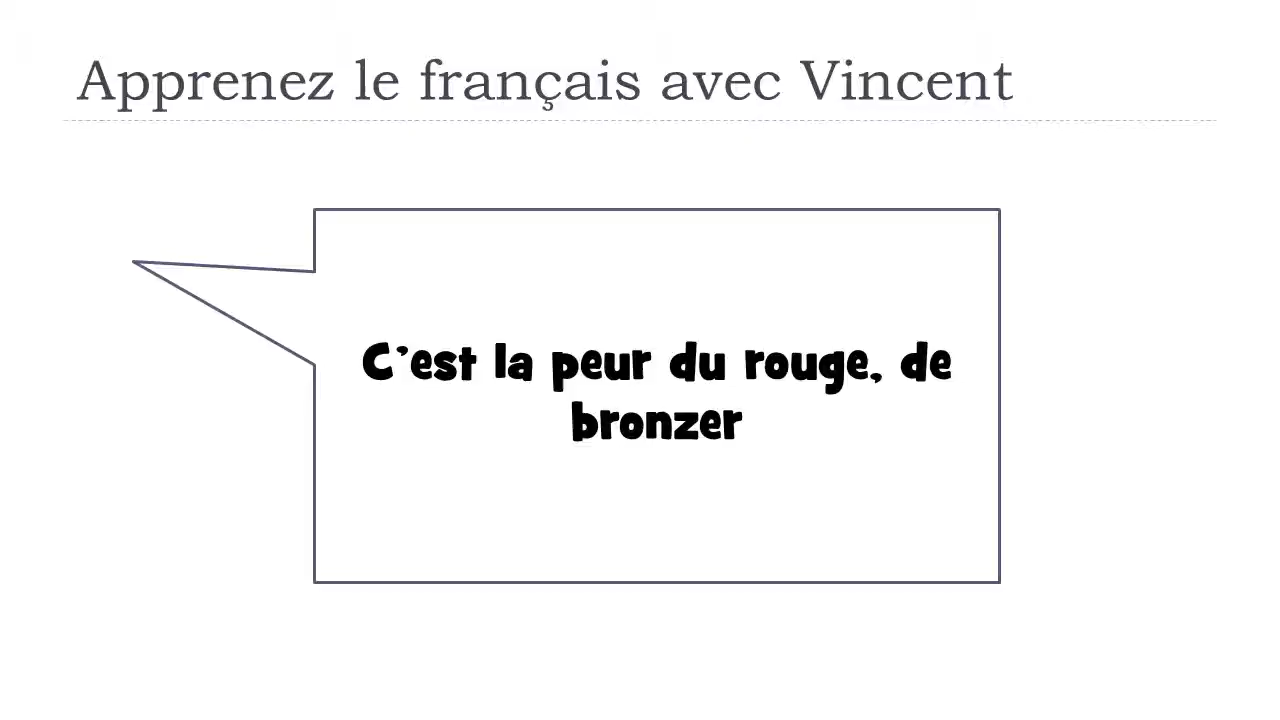 Apprenez le français avec Vincent
C'est la peur du rouge, de
bronzer